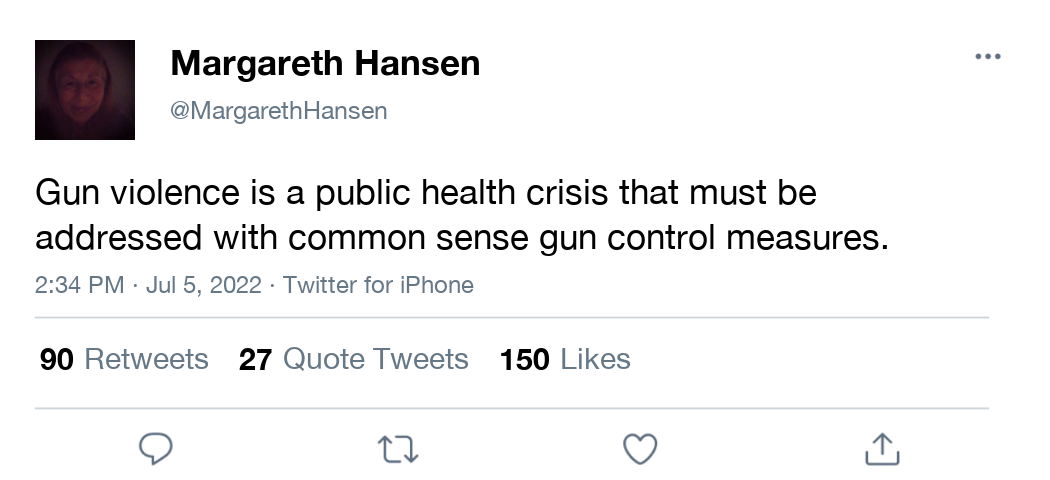 Margareth Hansen
@MargarethHansen
Gun violence is a public health crisis that must be
addressed with common sense gun control measures.
2:34 PM · Jul 5, 2022 · Twitter for iPhone
90 Retweets 27 Quote Tweets 150 Likes